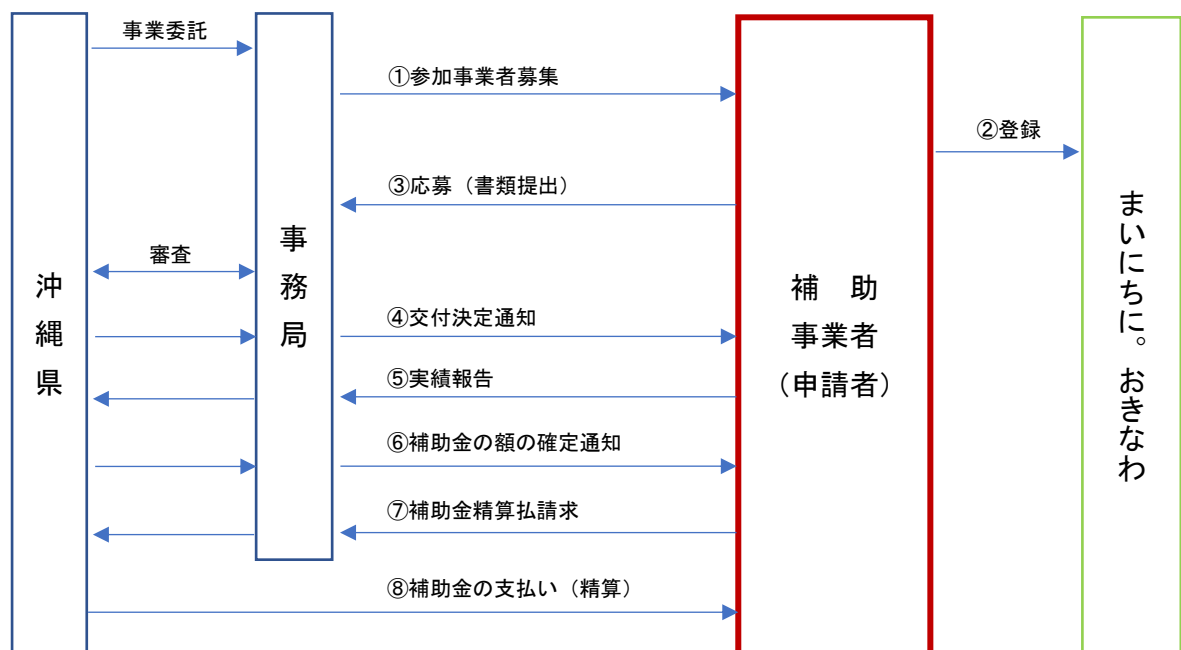 事業委託
①参加事業者募集
②登録
③応募（書類提出）
審査
④交付決定通知
⑤実績報告
⑥補助金の額の確定通知
⑦補助金精算払請求
⑧補助金の支払い（精算）
沖縄県
事務局
補　助
事業者
（申請者）
まいにちに。おきなわ